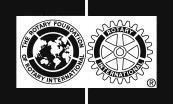 THE ROTARY FOUNDATION
OF ROTARY INTERNATIONAL
ROTARY
INTERNATIONAL
®